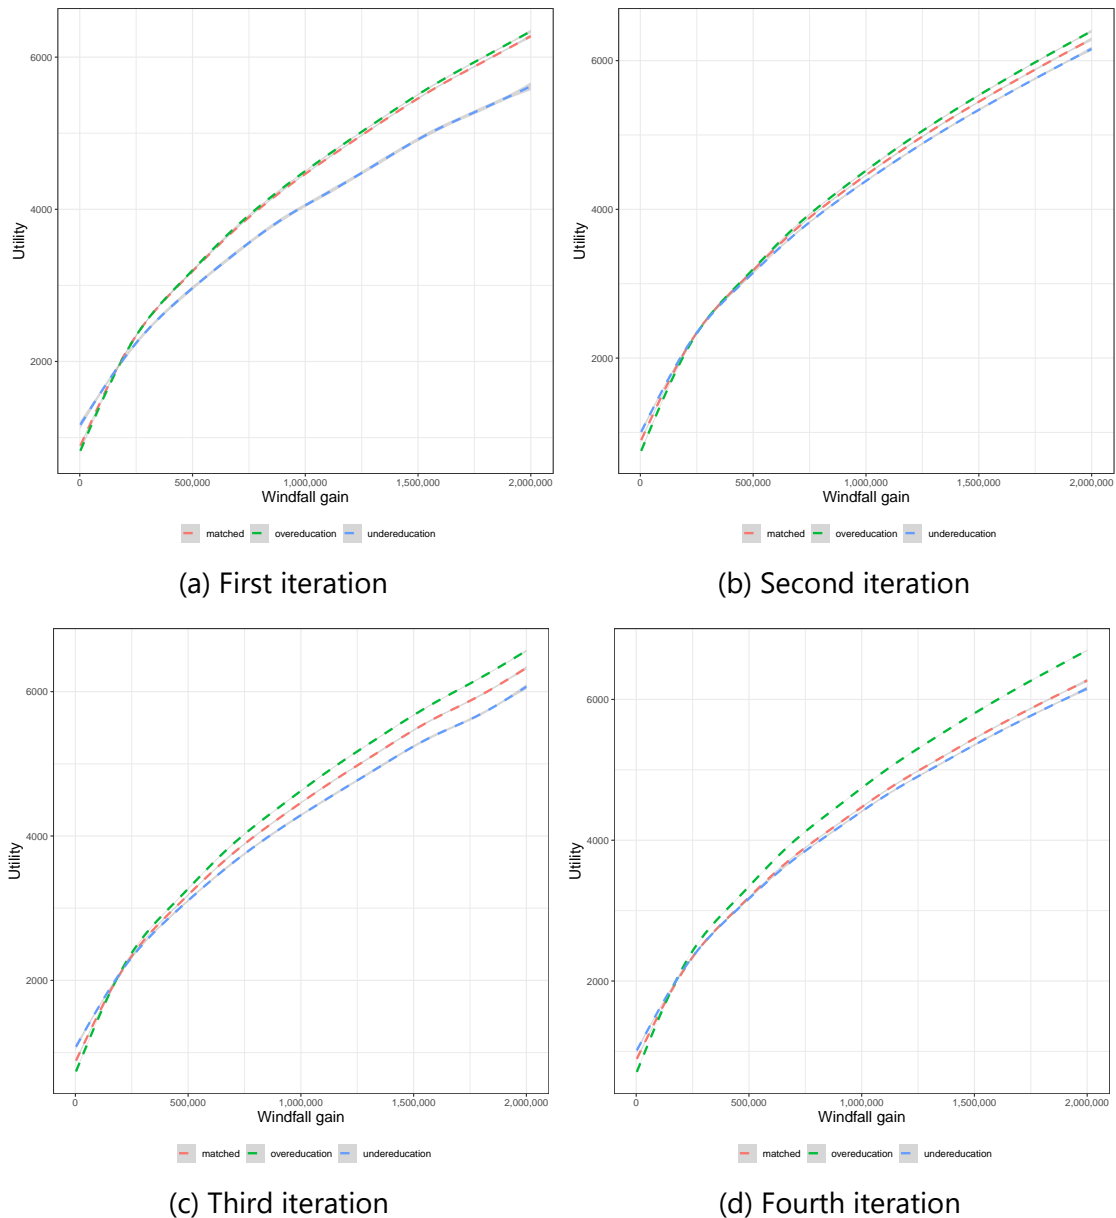 6000
4000
2000
Utility
0 500,000 1,000,000 1,500,000 2,000,000
Windfall gain
matched overeducation undereducation
(a) First iteration
6000
4000
2000
Utility
0 500,000 1,000,000 1,500,000 2,000,000
Windfall gain
matched overeducation undereducation
(b) Second iteration
6000
4000
2000
Utility
0 500,000 1,000,000 1,500,000 2,000,000
Windfall gain
matched overeducation undereducation
(c) Third iteration
6000
4000
2000
Utility
0 500,000 1,000,000 1,500,000 2,000,000
Windfall gain
matched overeducation undereducation
(d) Fourth iteration